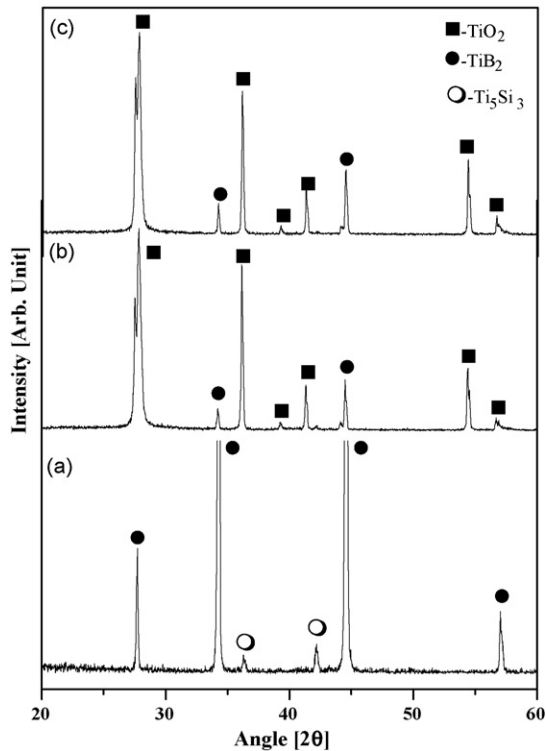 (c)
■-TiO2
●-TiB2
-Ti5Si3
(b)
(a)
Intensity [Arb. Unit]
20 30 40 50 60
Angle [2θ]